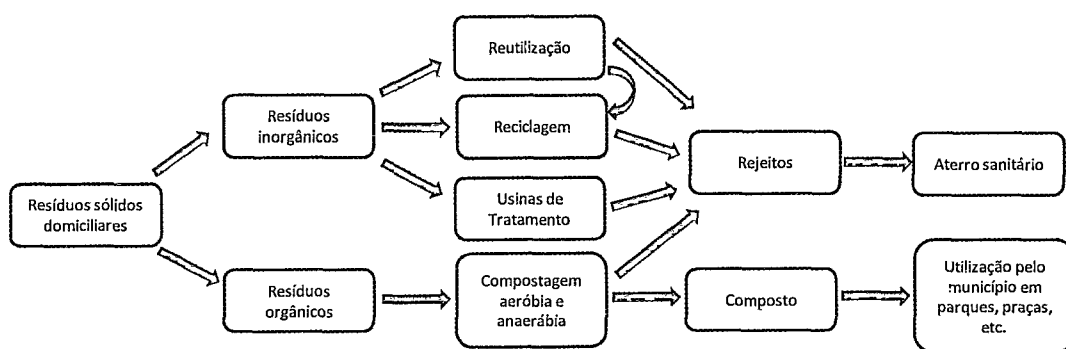 Reutilização
Resíduos
inorgânicos
Reciclagem
Rejeitos
Aterro sanitário
Resíduos sólidos
domiciliares
Usinas de
Tratamento
Resíduos
orgânicos
Compostagem
aeróbia e
anaerábia
Composto
Utilização pelo
município em
parques, praças,
etc.